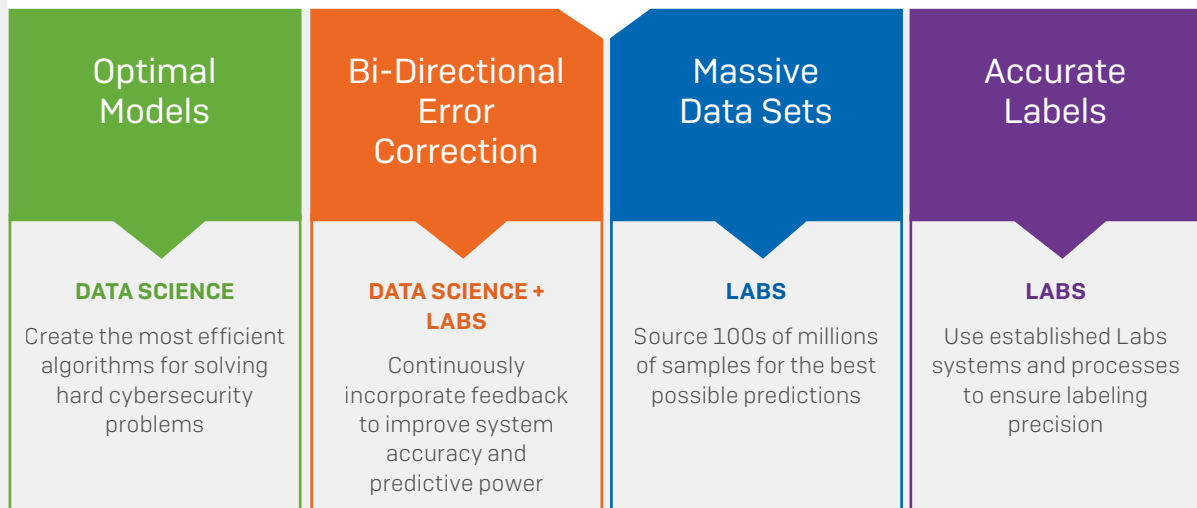 Optimal
Models
DATA SCIENCE
Create the most efficient
algorithms for solving
hard cybersecurity
problems
Bi-Directional
Error
Correction
DATA SCIENCE +
LABS
Continuously
incorporate feedback
to improve system
accuracy and
predictive power
Massive
Data Sets
LABS
Source 100s of millions
of samples for the best
possible predictions
Accurate
Labels
LABS
Use established Labs
systems and processes
to ensure labeling
precision